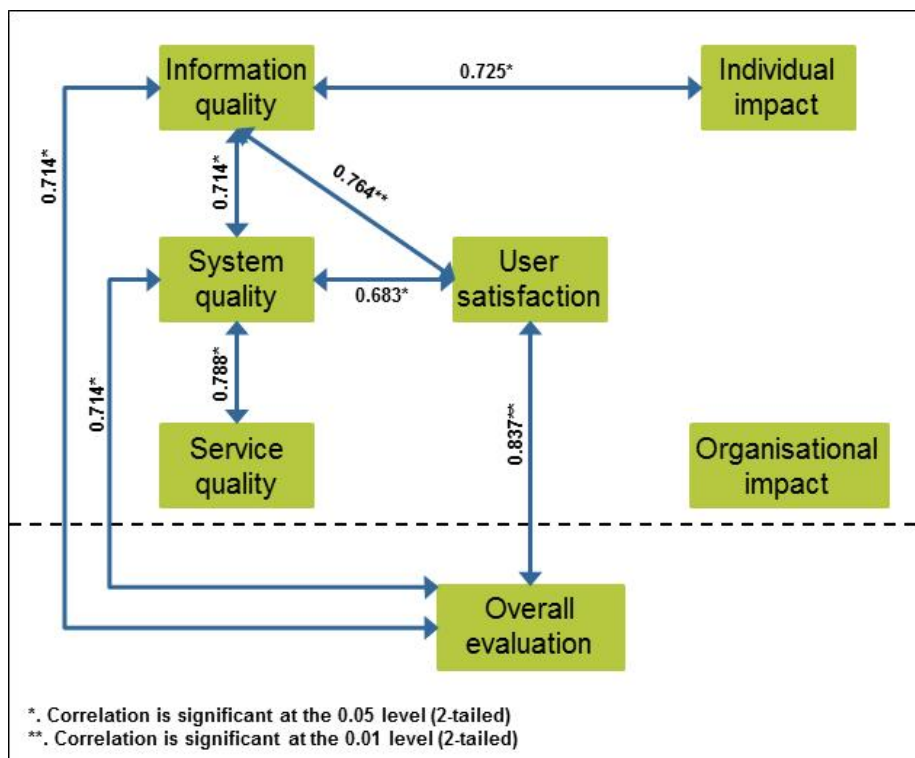 Information
quality
0.725*
Individual
impact
0.714*
0.714*
0.764**
System
quality
0.683*
User
satisfaction
0.714*
0.788*
0.837**
Service
quality
Organisational
impact
Overall
evaluation
*. Correlation is significant at the 0.05 level (2-tailed)
**. Correlation is significant at the 0.01 level (2-tailed)